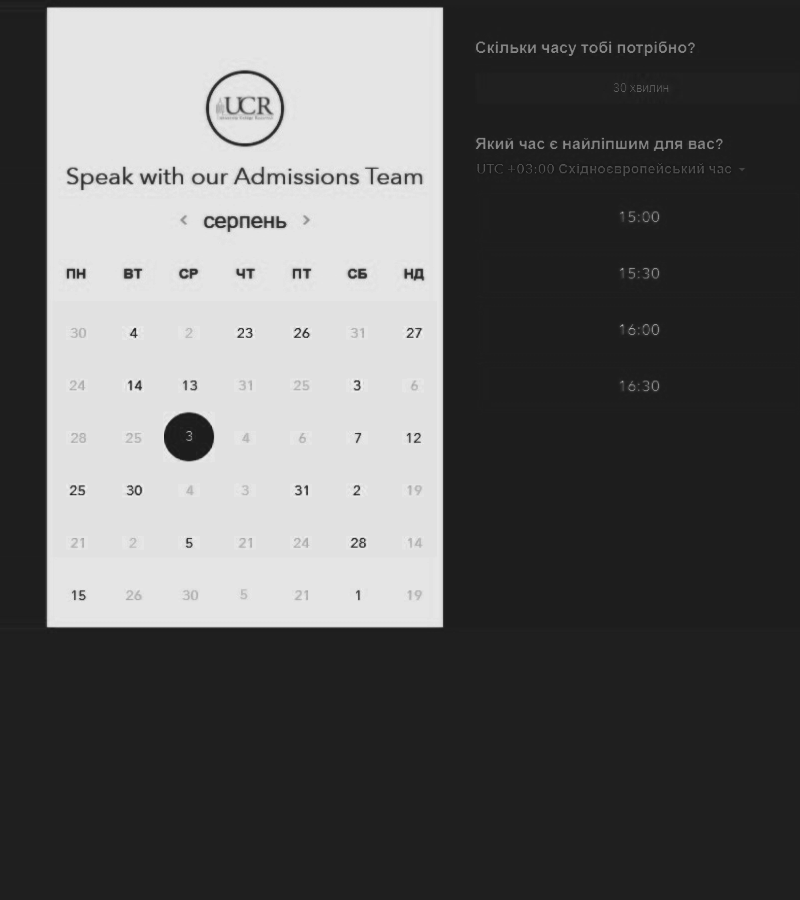 UCR
Speak with our Admissions Team
серпень
ПН ВТ СР ЧТ ПТ СБ НД
30 4 2 23 26 31 27
24 14 13 31 25 3 6
28 25 3 4 6 7 12
25 30 4 3 31 2 19
21 2 5 21 24 28 14
15 26 30 5 21 1 19
Скільки часу тобі потрібно?
30 хвилин
Який час є найліпшим для вас?
UTC +03:00 Східноєвропейський час
15:00
15:30
16:00
16:30